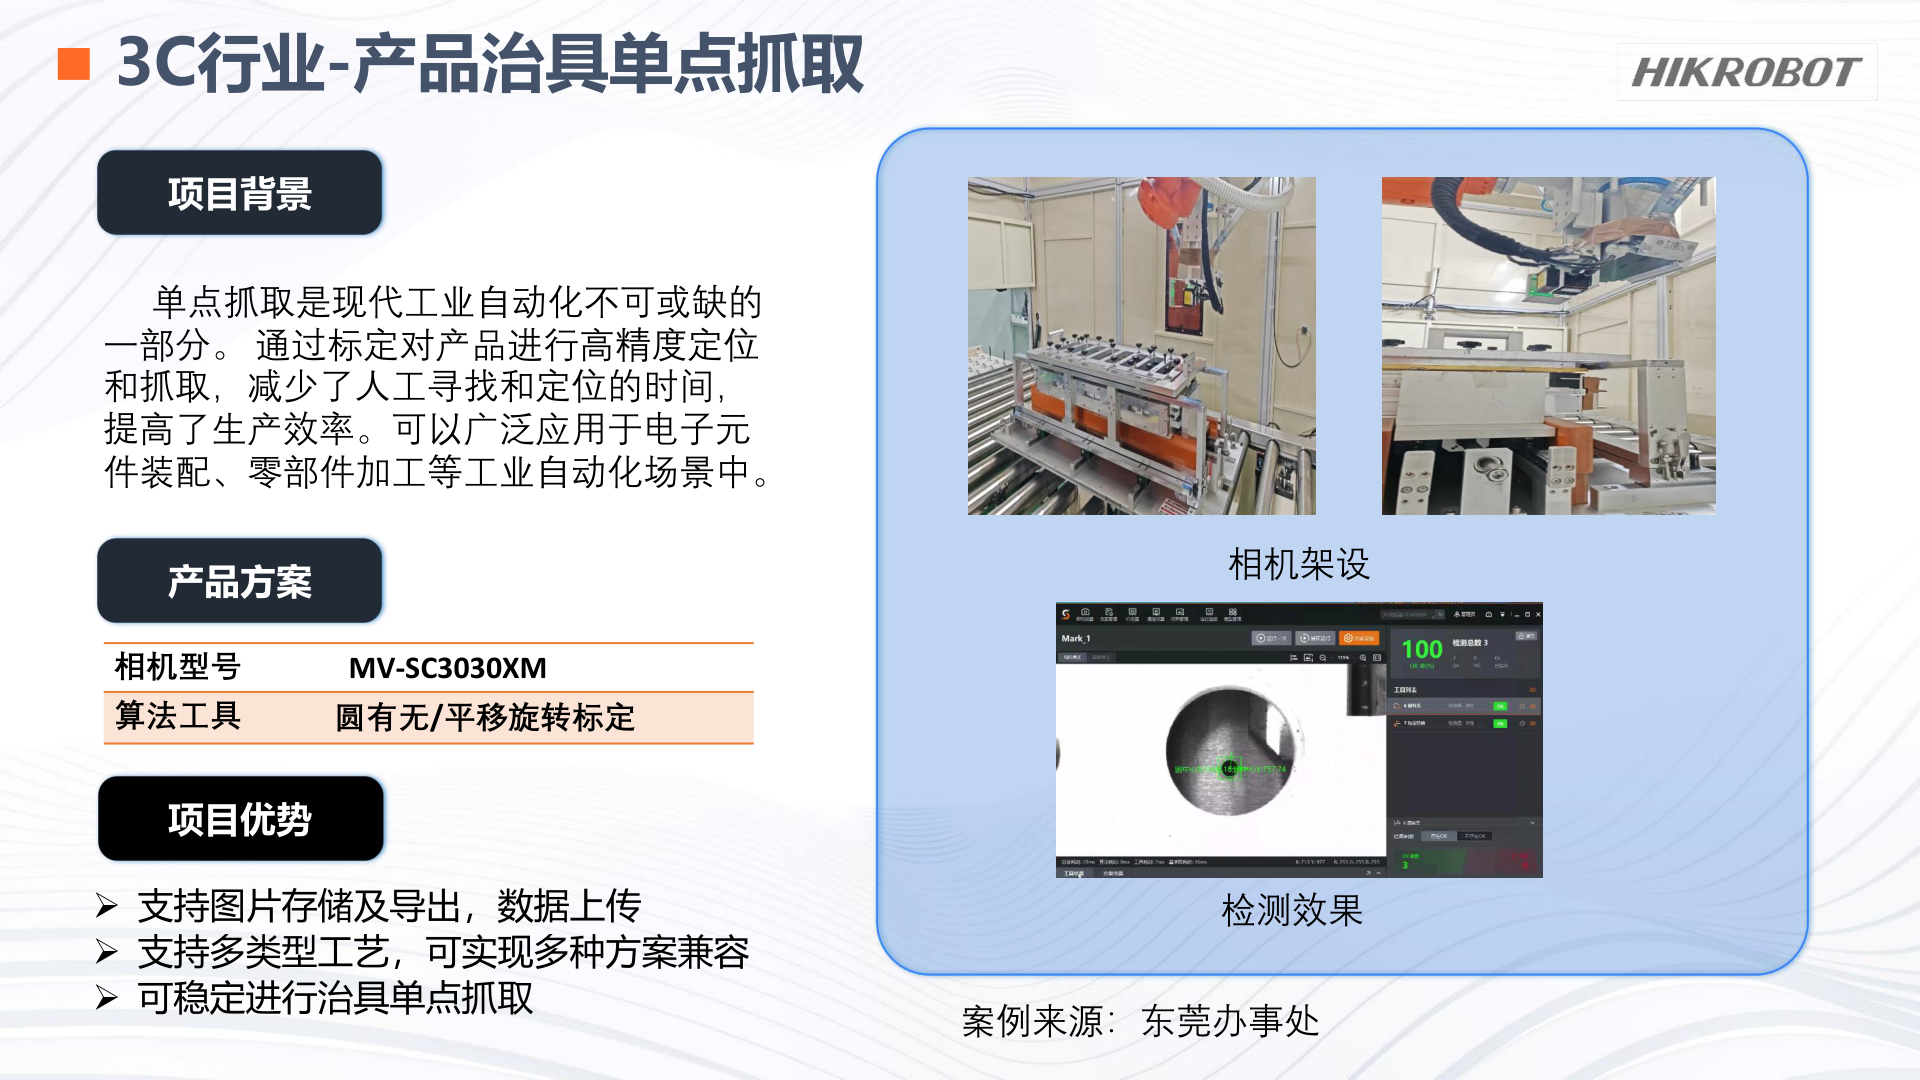 3C行业-产品治具单点抓取
HIKROBOT
项目背景
单点抓取是现代工业自动化不可或缺的
一部分。 通过标定对产品进行高精度定位
和抓取，减少了人工寻找和定位的时间，
提高了生产效率。可以广泛应用于电子元
件装配、零部件加工等工业自动化场景中。
产品方案
相机型号 MV-SC3030XM
算法工具 圆有无/平移旋转标定
项目优势
➢ 支持图片存储及导出，数据上传
➢ 支持多类型工艺，可实现多种方案兼容
➢ 可稳定进行治具单点抓取
相机架设
Mark_1
100
检测总数 3
工具列表
OK
OK
3
检测效果
案例来源：东莞办事处